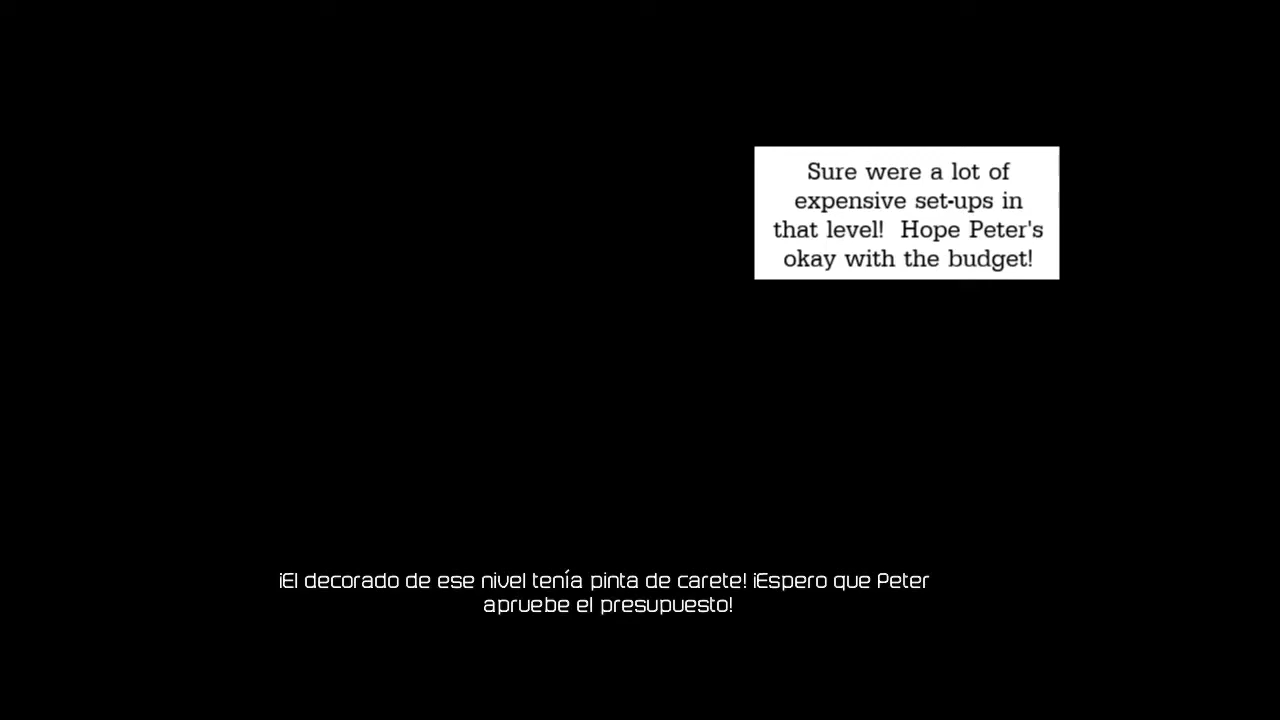 Sure were a lot of
expensive set-ups in
that level!  Hope Peter's
okay with the budget!
¡El decorado de ese nivel tenía pinta de carete! ¡Espero que Peter
apruebe el presupuesto!